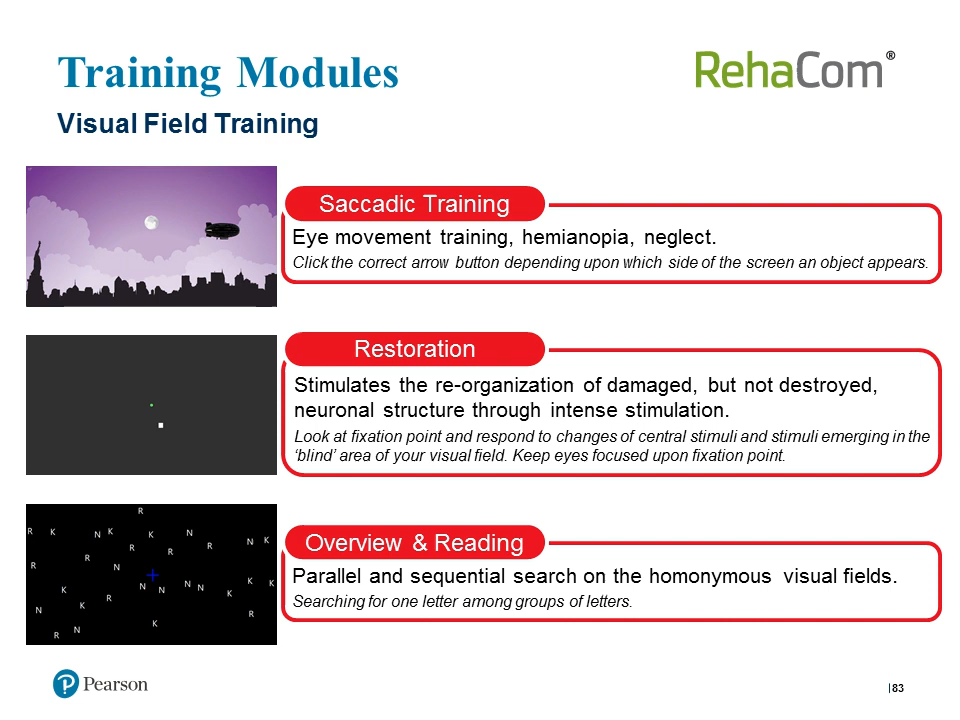 Training Modules
RehaCom®
Visual Field Training
Saccadic Training
Eye movement training, hemianopia, neglect.
Click the correct arrow button depending upon which side of the screen an object appears.
Restoration
Stimulates the re-organization of damaged, but not destroyed,
neuronal structure through intense stimulation.
Look at fixation point and respond to changes of central stimuli and stimuli emerging in the
‘blind’ area of your visual field. Keep eyes focused upon fixation point.
R
R K N K K N
R R R N K
R R N
K N N N N K K K
N K R R
R N K
Overview & Reading
Parallel and sequential search on the homonymous visual fields.
Searching for one letter among groups of letters.
Pearson
|83